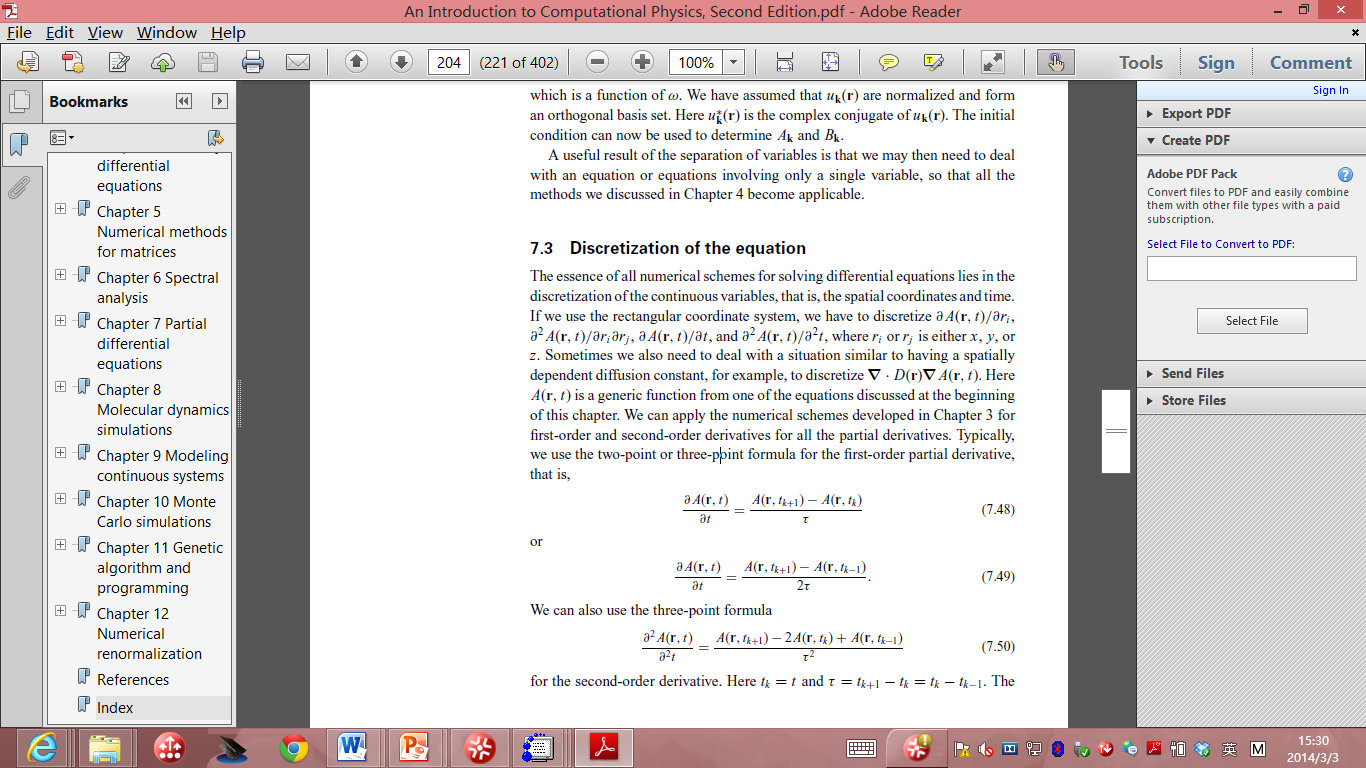 An Introduction to Computational Physics, Second Edition.pdf - Adobe Reader
File Edit View Window Help
204 (221 of 402) 100% Tools Sign Comment
Sign In
Bookmarks
differential
equations
Chapter 5
Numerical methods
for matrices
Chapter 6 Spectral
analysis
Chapter 7 Partial
differential
equations
Chapter 8
Molecular dynamics
simulations
Chapter 9 Modeling
continuous systems
Chapter 10 Monte
Carlo simulations
Chapter 11 Genetic
algorithm and
programming
Chapter 12
Numerical
renormalization
References
Index
which is a function of ω. We have assumed that u_k(r) are normalized and form
an orthogonal basis set. Here u*_k(r) is the complex conjugate of u_k(r). The initial
condition can now be used to determine A_k and B_k.
A useful result of the separation of variables is that we may then need to deal
with an equation or equations involving only a single variable, so that all the
methods we discussed in Chapter 4 become applicable.
7.3 Discretization of the equation
The essence of all numerical schemes for solving differential equations lies in the
discretization of the continuous variables, that is, the spatial coordinates and time.
If we use the rectangular coordinate system, we have to discretize ∂A(r, t)/∂r_i,
∂²A(r, t)/∂r_i∂r_j, ∂A(r, t)/∂t, and ∂²A(r, t)/∂²t, where r_i or r_j is either x, y, or
z. Sometimes we also need to deal with a situation similar to having a spatially
dependent diffusion constant, for example, to discretize ∇ · D(r)∇A(r, t). Here
A(r, t) is a generic function from one of the equations discussed at the beginning
of this chapter. We can apply the numerical schemes developed in Chapter 3 for
first-order and second-order derivatives for all the partial derivatives. Typically,
we use the two-point or three-point formula for the first-order partial derivative,
that is,
∂A(r, t)/∂t = (A(r, t_{k+1}) − A(r, t_k))/τ (7.48)
or
∂A(r, t)/∂t = (A(r, t_{k+1}) − A(r, t_{k−1}))/2τ. (7.49)
We can also use the three-point formula
∂²A(r, t)/∂²t = (A(r, t_{k+1}) − 2A(r, t_k) + A(r, t_{k−1}))/τ² (7.50)
for the second-order derivative. Here t_k = t and τ = t_{k+1} − t_k = t_k − t_{k−1}. The
Export PDF
Create PDF
Adobe PDF Pack
Convert files to PDF and easily combine
them with other file types with a paid
subscription.
Select File to Convert to PDF:
Select File
Send Files
Store Files
英 M
15:30
2014/3/3